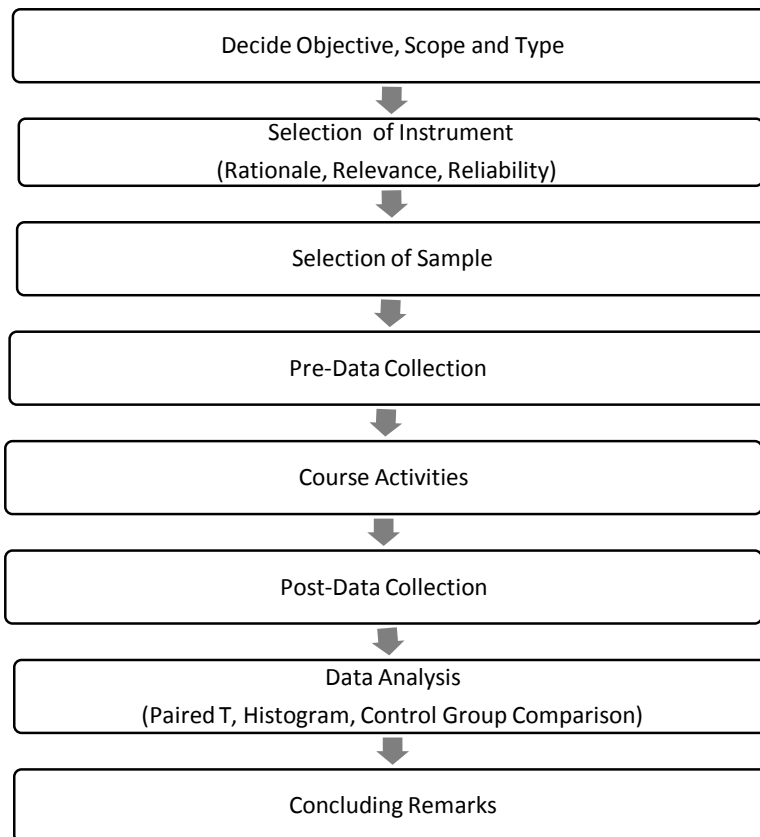 Decide Objective, Scope and Type
Selection of Instrument
(Rationale, Relevance, Reliability)
Selection of Sample
Pre-Data Collection
Course Activities
Post-Data Collection
Data Analysis
(Paired T, Histogram, Control Group Comparison)
Concluding Remarks